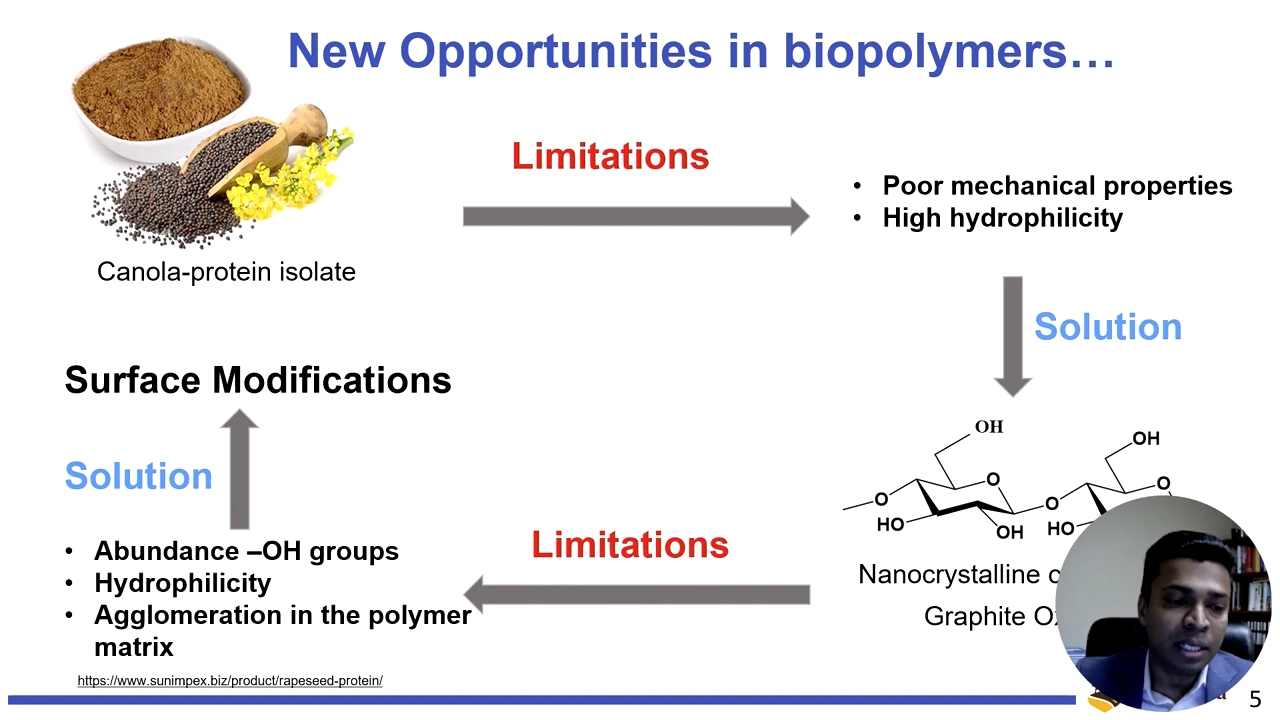 New Opportunities in biopolymers…
Limitations
• Poor mechanical properties
• High hydrophilicity
Canola-protein isolate
Solution
Surface Modifications
OH
OH
O
O
O
O
HO
OH
HO
Solution
Limitations
• Abundance –OH groups
• Hydrophilicity
• Agglomeration in the polymer
matrix
Nanocrystalline
Graphite
https://www.sunimpex.biz/product/rapeseed-protein/
5